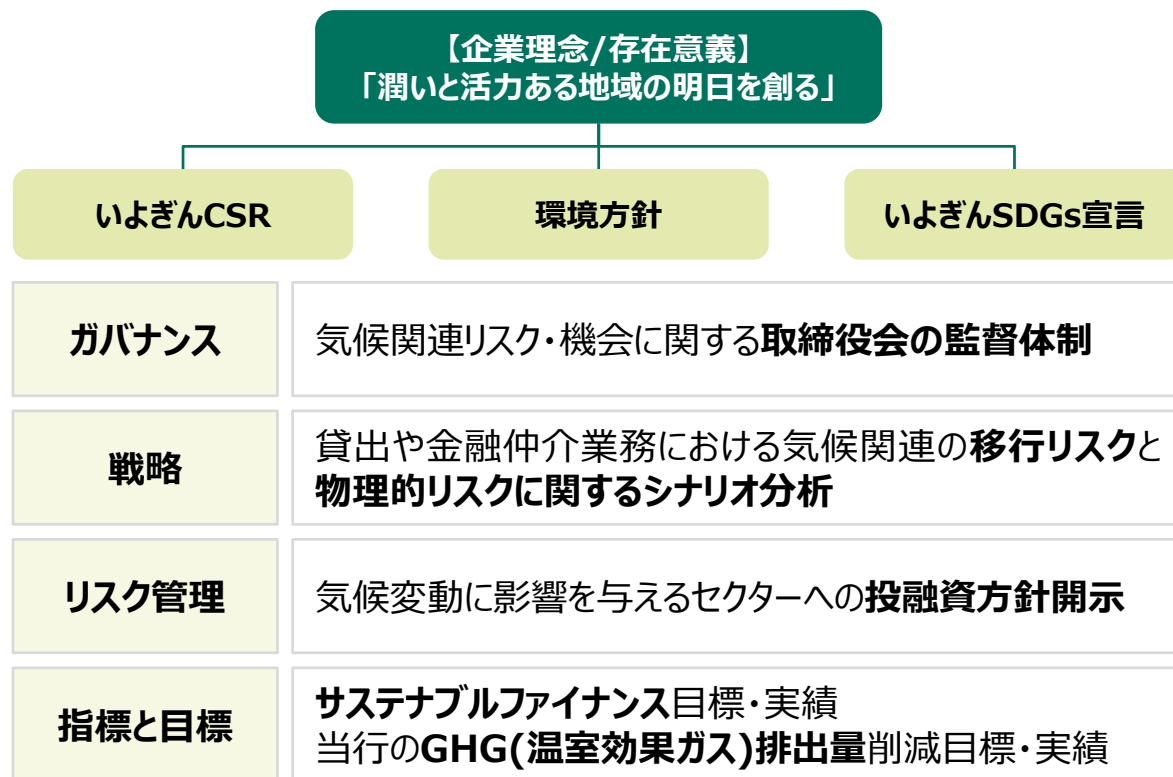 【企業理念/存在意義】
「潤いと活力ある地域の明日を創る」
いよぎんCSR
環境方針
いよぎんSDGs宣言
ガバナンス
気候関連リスク・機会に関する取締役会の監督体制
戦略
貸出や金融仲介業務における気候関連の移行リスクと
物理的リスクに関するシナリオ分析
リスク管理
気候変動に影響を与えるセクターへの投融資方針開示
指標と目標
サステナブルファイナンス目標・実績
当行のGHG(温室効果ガス)排出量削減目標・実績